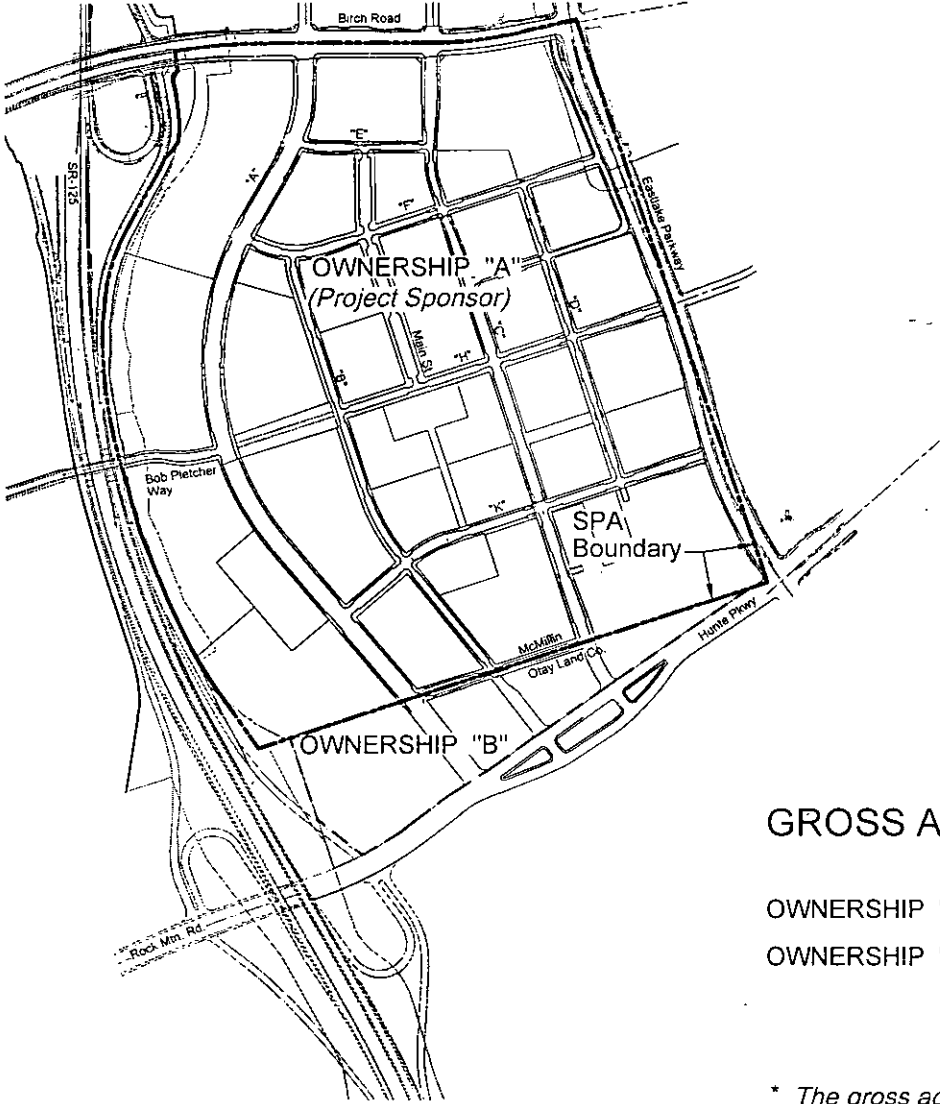 Birch Road
SR-125
"E"
"A"
"F"
Eastlake Parkway
OWNERSHIP "A"
(Project Sponsor)
Main St
"C"
"D"
"H"
"B"
Bob Pletcher
Way
"K"
SPA
Boundary
McMillin
Otay Land Co.
Hunte Pkwy
OWNERSHIP "B"
GROSS A
OWNERSHIP
OWNERSHIP
Rock Mtn. Rd.
* The gross ac